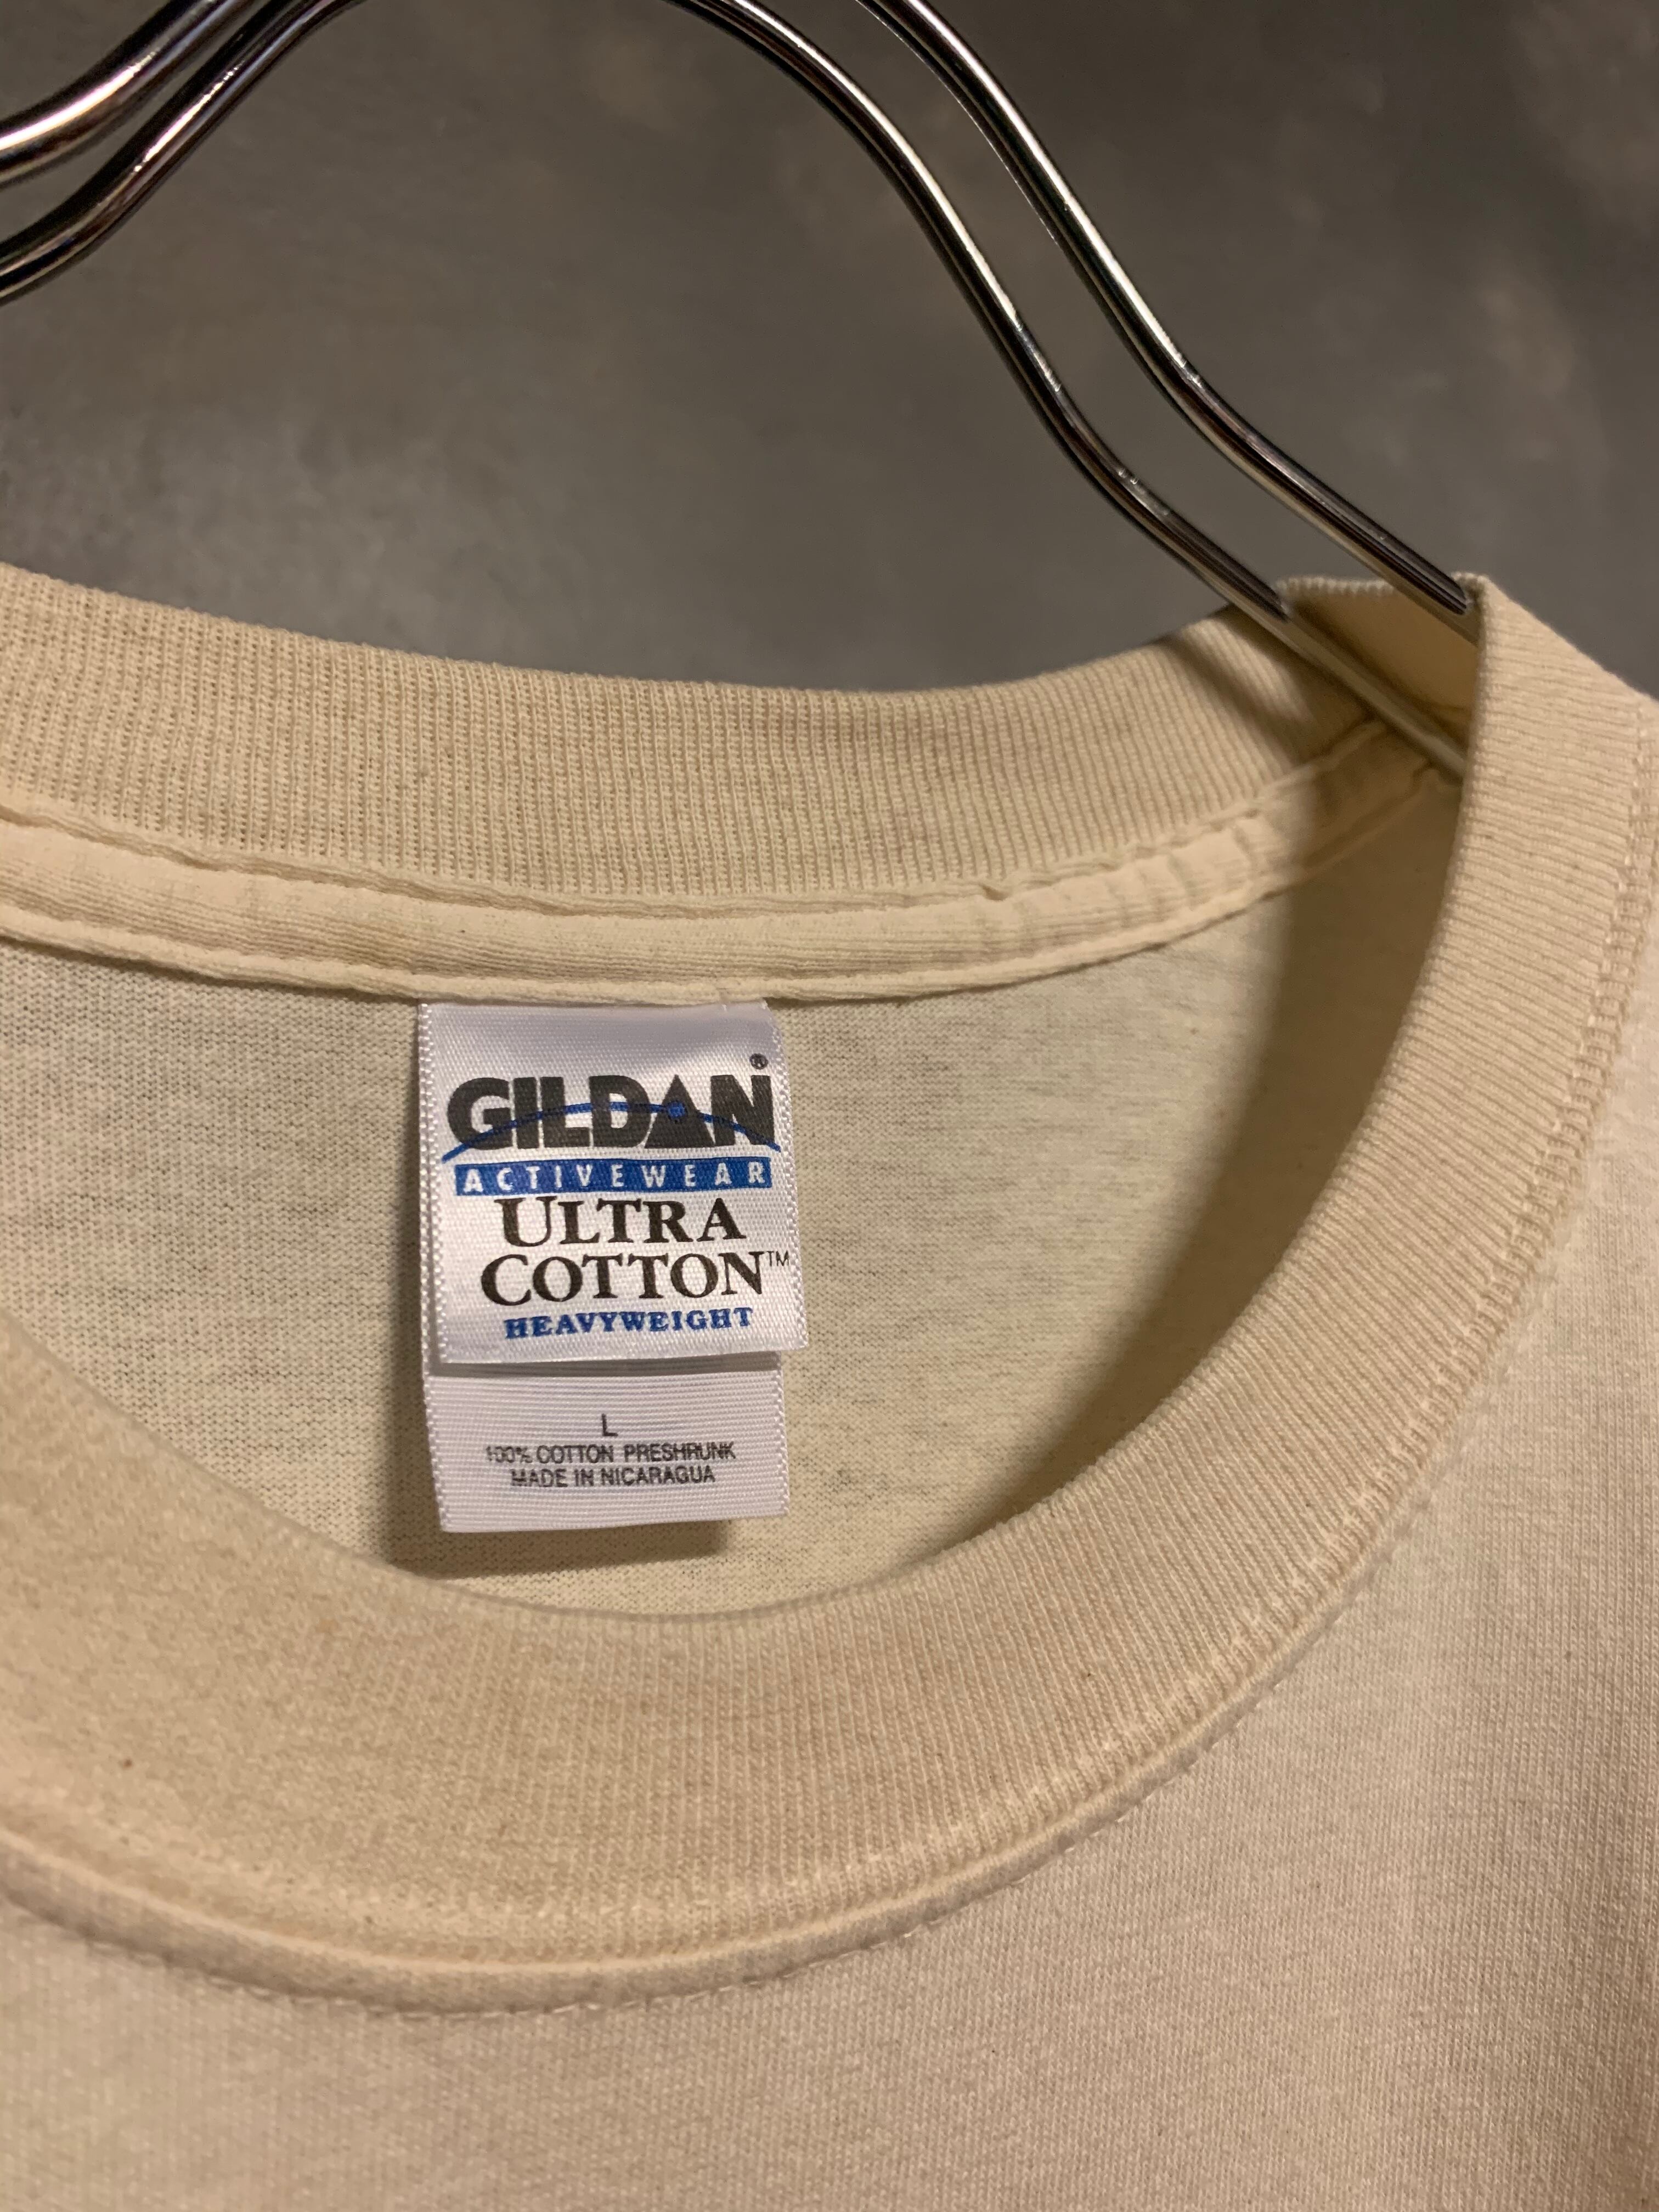 GILDAN®
ACTIVEWEAR
ULTRA
COTTON™
HEAVYWEIGHT
L
100% COTTON PRESHRUNK
MADE IN NICARAGUA